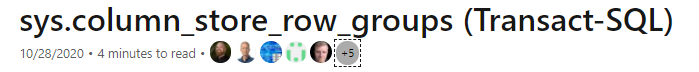 sys.column_store_row_groups (Transact-SQL)
10/28/2020 • 4 minutes to read • +5